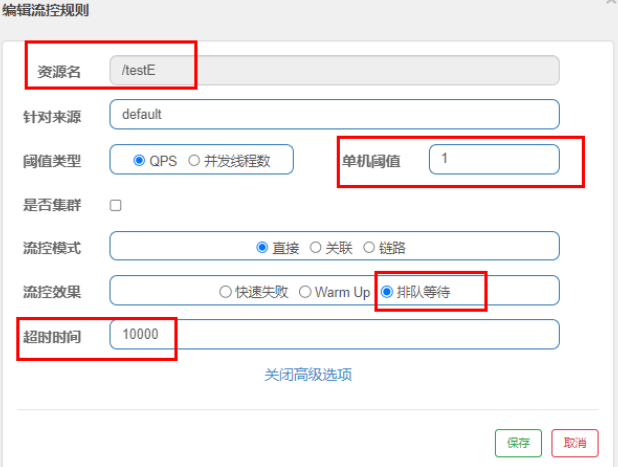 编辑流控规则
资源名 /testE
针对来源 default
阈值类型 QPS 并发线程数 单机阈值 1
是否集群
流控模式 直接 关联 链路
流控效果 快速失败 Warm Up 排队等待
超时时间 10000
关闭高级选项
保存 取消